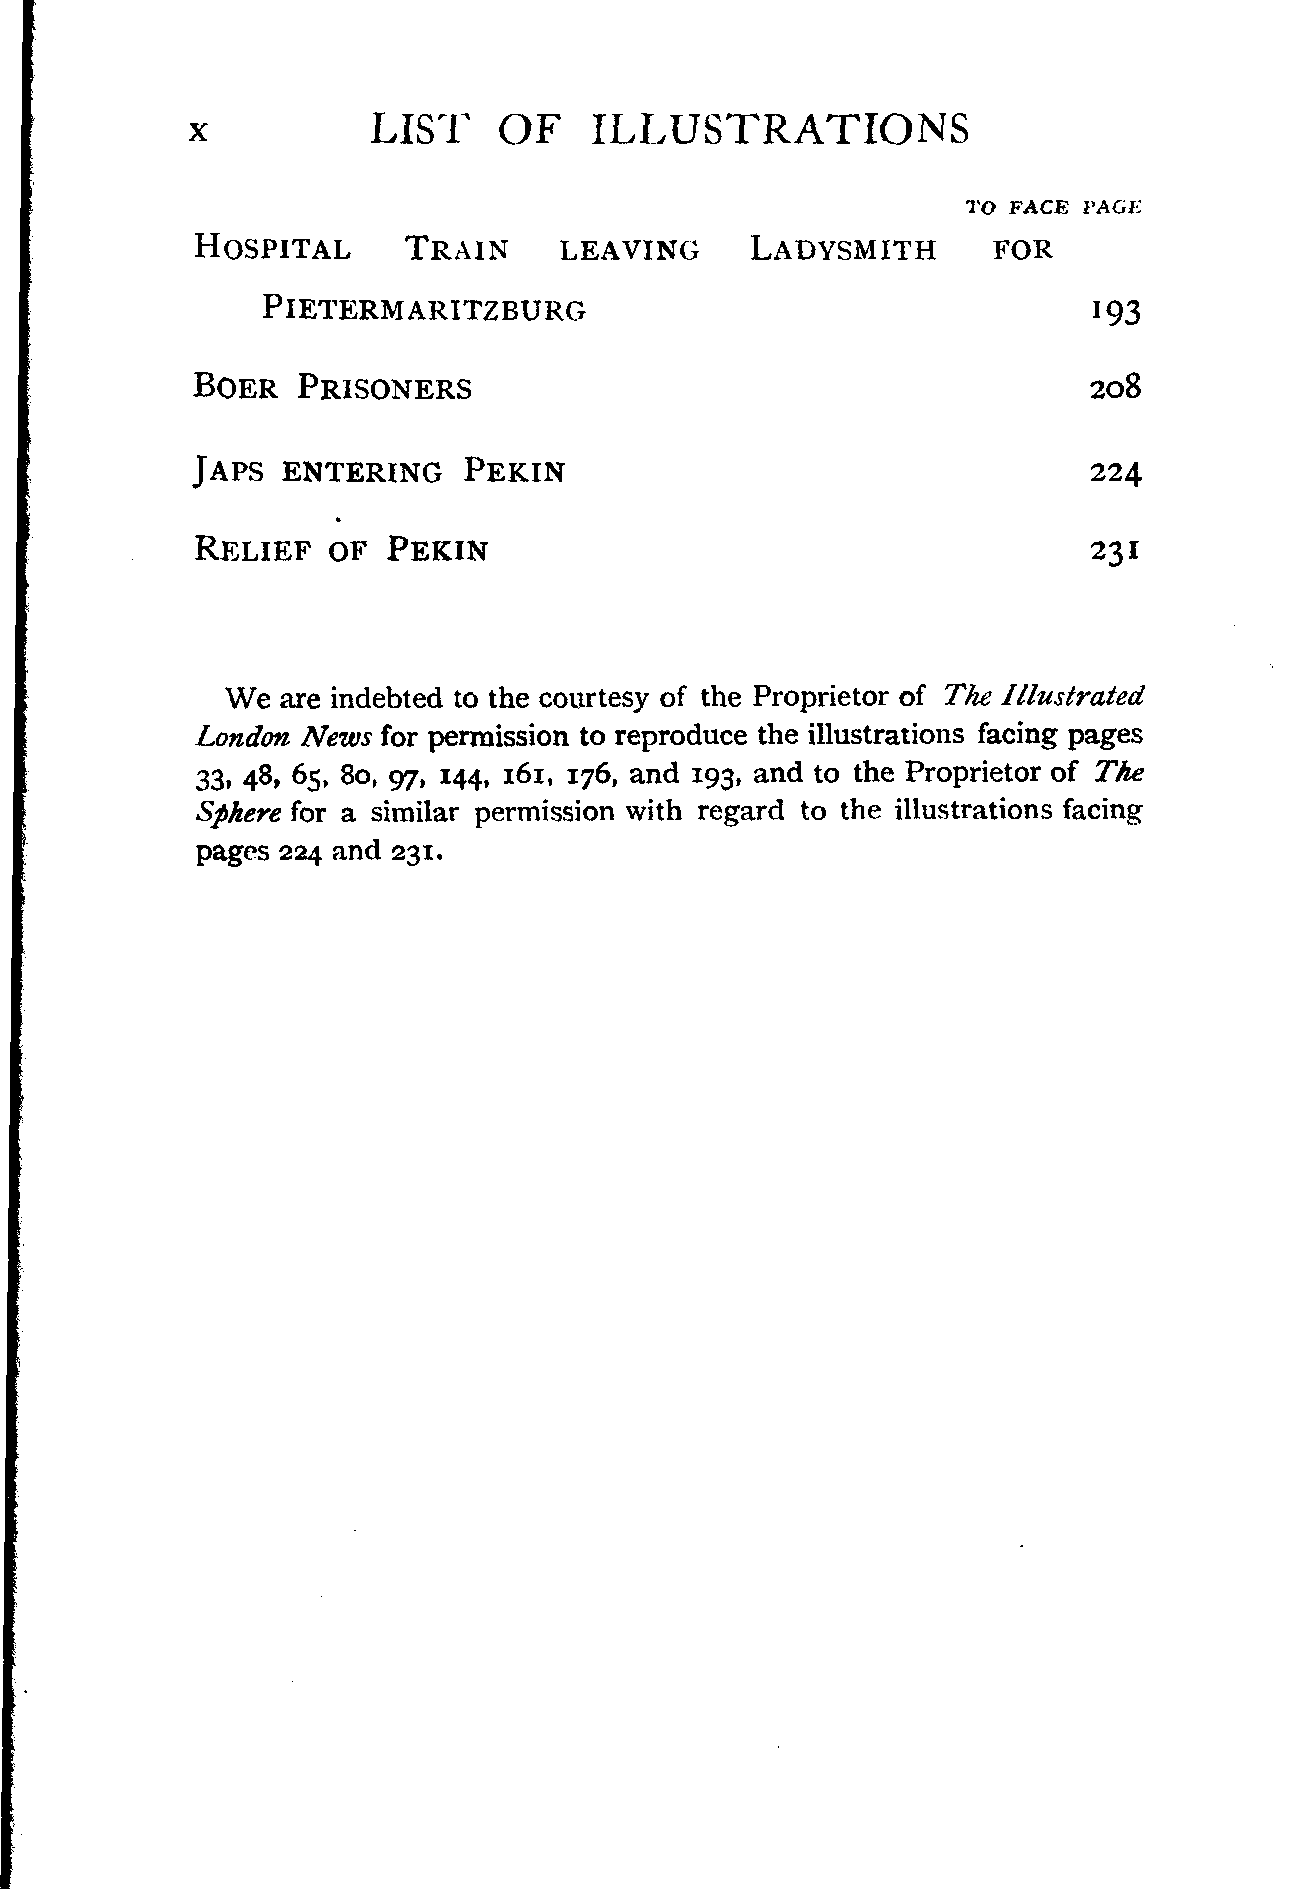 x LIST OF ILLUSTRATIONS
TO FACE PAGE
HOSPITAL TRAIN LEAVING LADYSMITH FOR
PIETERMARITZBURG 193
BOER PRISONERS 208
JAPS ENTERING PEKIN 224
RELIEF OF PEKIN 231
We are indebted to the courtesy of the Proprietor of The Illustrated
London News for permission to reproduce the illustrations facing pages
33, 48, 65, 80, 97, 144, 161, 176, and 193, and to the Proprietor of The
Sphere for a similar permission with regard to the illustrations facing
pages 224 and 231.